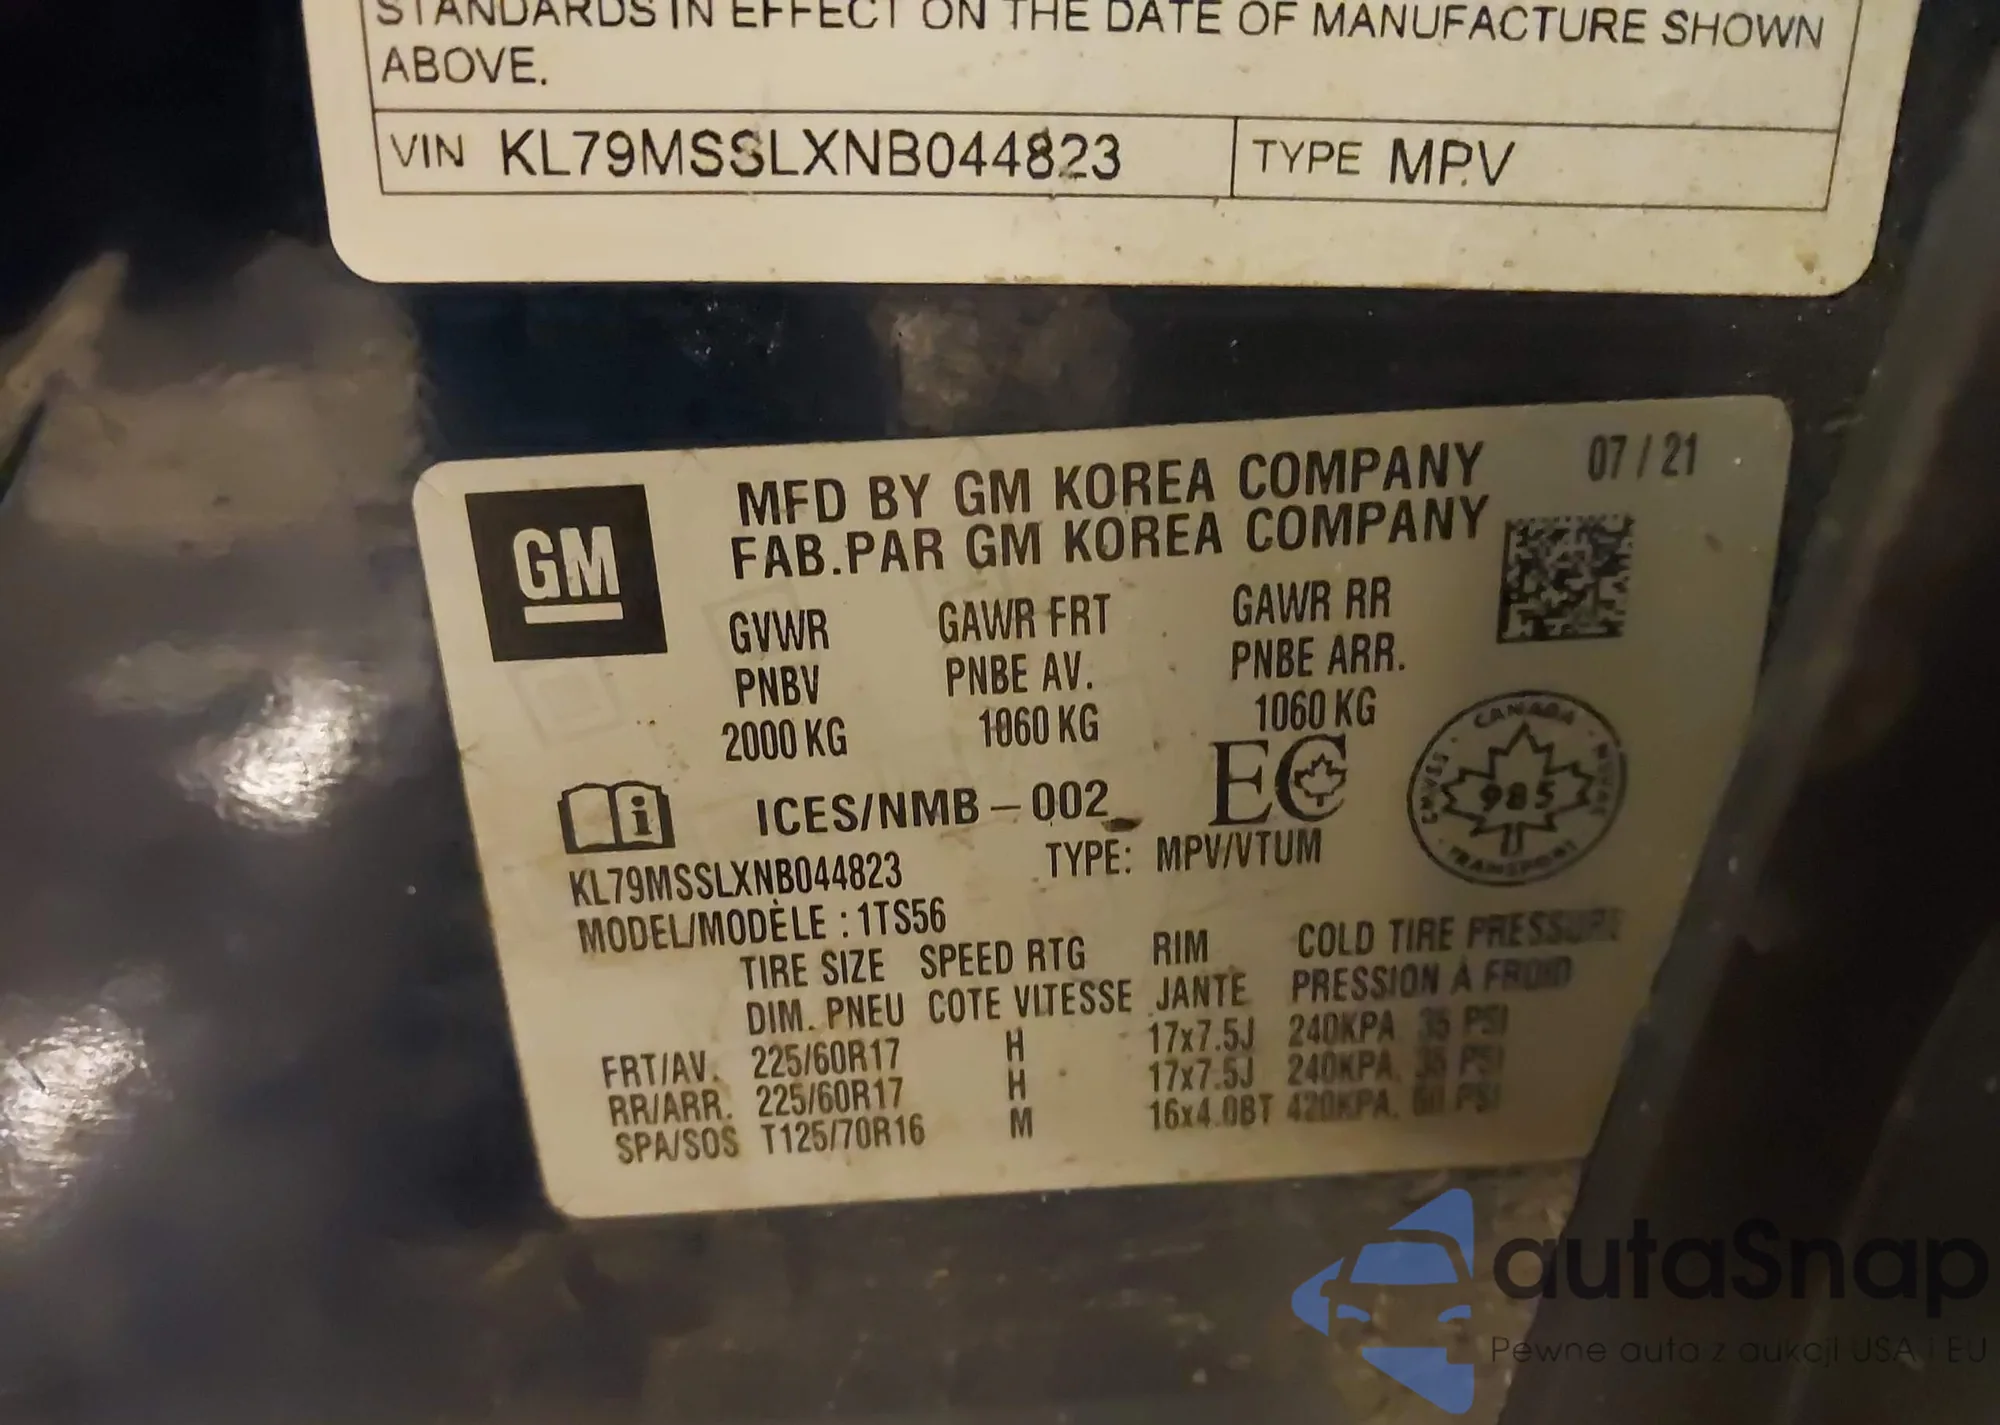 STANDARDS IN EFFECT ON THE DATE OF MANUFACTURE SHOWN
ABOVE.
VIN KL79MSSLXNB044823 TYPE MPV
GM
MFD BY GM KOREA COMPANY 07/21
FAB.PAR GM KOREA COMPANY
GVWR GAWR FRT GAWR RR
PNBV PNBE AV. PNBE ARR.
2000 KG 1060 KG 1060 KG
i ICES/NMB-002 EC
KL79MSSLXNB044823 TYPE: MPV/VTUM
CANADA
985
TRANSPORT
MODEL/MODÈLE : 1TS56
TIRE SIZE SPEED RTG RIM COLD TIRE PRESSURE
DIM. PNEU COTE VITESSE JANTE PRESSION À FROID
FRT/AV. 225/60R17 H 17x7.5J 240KPA. 35 PSI
RR/ARR. 225/60R17 H 17x7.5J 240KPA. 35 PSI
SPA/SOS T125/70R16 M 16x4.0BT 420KPA. 60 PSI
autaSnap
Pewne auta z aukcji USA i EU